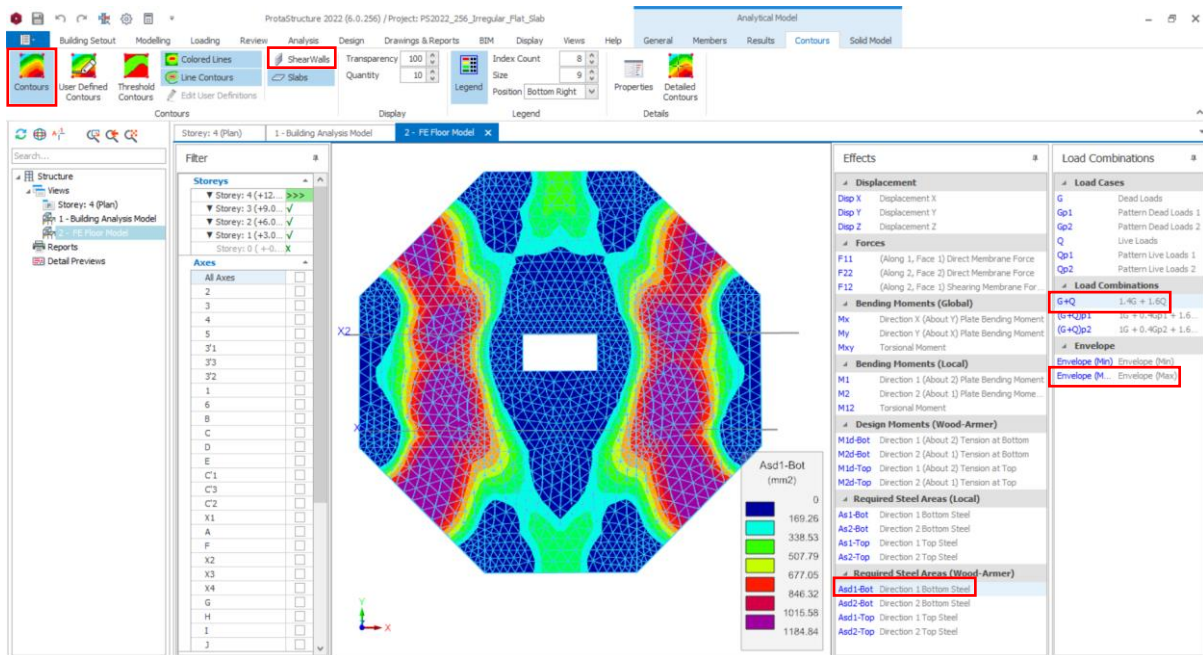 ProtaStructure 2022 (6.0.256) / Project: PS2022_256_Irregular_Flat_Slab
Analytical Model
Building Setout Modelling Loading Review Analysis Design Drawings & Reports BIM Display Views Help General Members Results Contours Solid Model
Contours
User Defined Contours
Threshold Contours
Colored Lines
Line Contours
Edit User Definitions
Contours
ShearWalls
Slabs
Transparency 100
Quantity 10
Display
Legend
Index Count 8
Size 9
Position Bottom Right
Legend
Properties
Detailed Contours
Details
Storey: 4 (Plan)
1 - Building Analysis Model
2 - FE Floor Model
Search...
Structure
Views
Storey: 4 (Plan)
1 - Building Analysis Model
2 - FE Floor Model
Reports
Detail Previews
Filter
Storeys
Storey: 4 (+12.... >>>
Storey: 3 (+9.0... √
Storey: 2 (+6.0... √
Storey: 1 (+3.0... √
Storey: 0 ( +-0.. X
Axes
All Axes
2
3
4
5
3'1
3'3
3'2
1
6
B
C
D
E
C'1
C'3
C'2
X1
A
F
X2
X3
X4
G
H
I
J
X2
Y
X
Asd1-Bot
(mm2)
0
169.26
338.53
507.79
677.05
846.32
1015.58
1184.84
Effects
Displacement
Disp X Displacement X
Disp Y Displacement Y
Disp Z Displacement Z
Forces
F11 (Along 1, Face 1) Direct Membrane Force
F22 (Along 2, Face 2) Direct Membrane Force
F12 (Along 2, Face 1) Shearing Membrane For...
Bending Moments (Global)
Mx Direction X (About Y) Plate Bending Moment
My Direction Y (About X) Plate Bending Moment
Mxy Torsional Moment
Bending Moments (Local)
M1 Direction 1 (About 2) Plate Bending Moment
M2 Direction 2 (About 1) Plate Bending Mome...
M12 Torsional Moment
Design Moments (Wood-Armer)
M1d-Bot Direction 1 (About 2) Tension at Bottom
M2d-Bot Direction 2 (About 1) Tension at Bottom
M1d-Top Direction 1 (About 2) Tension at Top
M2d-Top Direction 2 (About 1) Tension at Top
Required Steel Areas (Local)
As1-Bot Direction 1 Bottom Steel
As2-Bot Direction 2 Bottom Steel
As1-Top Direction 1 Top Steel
As2-Top Direction 2 Top Steel
Required Steel Areas (Wood-Armer)
Asd1-Bot Direction 1 Bottom Steel
Asd2-Bot Direction 2 Bottom Steel
Asd1-Top Direction 1 Top Steel
Asd2-Top Direction 2 Top Steel
Load Combinations
Load Cases
G Dead Loads
Gp1 Pattern Dead Loads 1
Gp2 Pattern Dead Loads 2
Q Live Loads
Qp1 Pattern Live Loads 1
Qp2 Pattern Live Loads 2
Load Combinations
G+Q 1.4G + 1.6Q
(G+Q)p1 1G + 0.4Gp1 + 1.6...
(G+Q)p2 1G + 0.4Gp2 + 1.6...
Envelope
Envelope (Min) Envelope (Min)
Envelope (M... Envelope (Max)